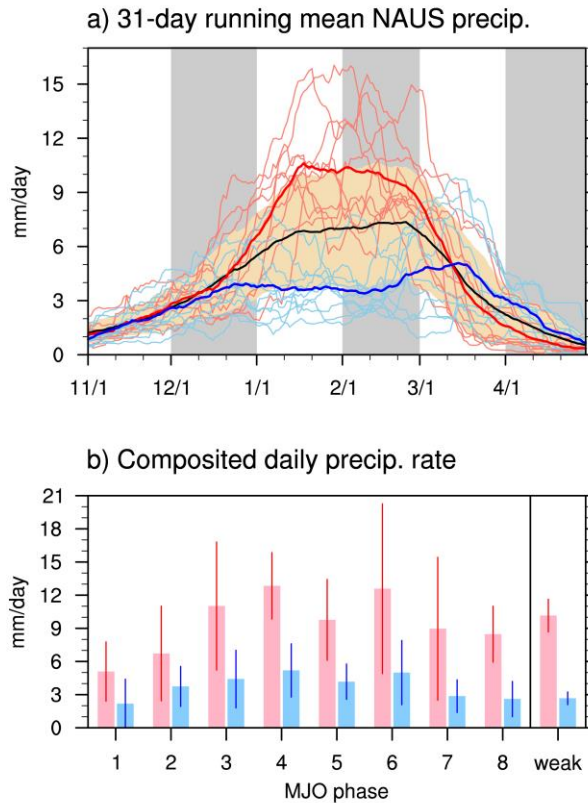 a) 31-day running mean NAUS precip.
15
12
9
6
3
0
mm/day
11/1 12/1 1/1 2/1 3/1 4/1
b) Composited daily precip. rate
21
18
15
12
9
6
3
0
mm/day
1 2 3 4 5 6 7 8 weak
MJO phase